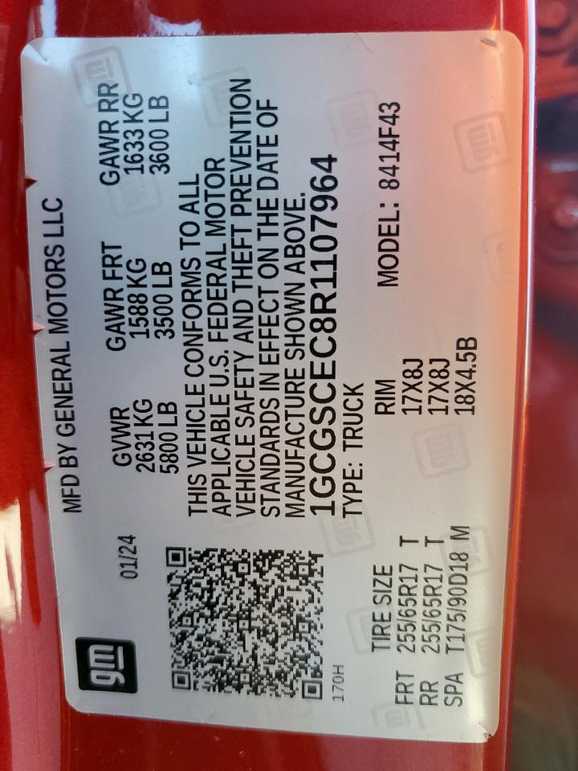 gm
MFD BY GENERAL MOTORS LLC
01/24
GVWR GAWR FRT GAWR RR
2631 KG 1588 KG 1633 KG
5800 LB 3500 LB 3600 LB
THIS VEHICLE CONFORMS TO ALL
APPLICABLE U.S. FEDERAL MOTOR
VEHICLE SAFETY AND THEFT PREVENTION
STANDARDS IN EFFECT ON THE DATE OF
MANUFACTURE SHOWN ABOVE.
1GCGSCEC8R1107964
170H
TYPE: TRUCK MODEL: 8414F43
TIRE SIZE RIM
FRT 255/65R17 T 17X8J
RR 255/65R17 T 17X8J
SPA T175/90D18 M 18X4.5B